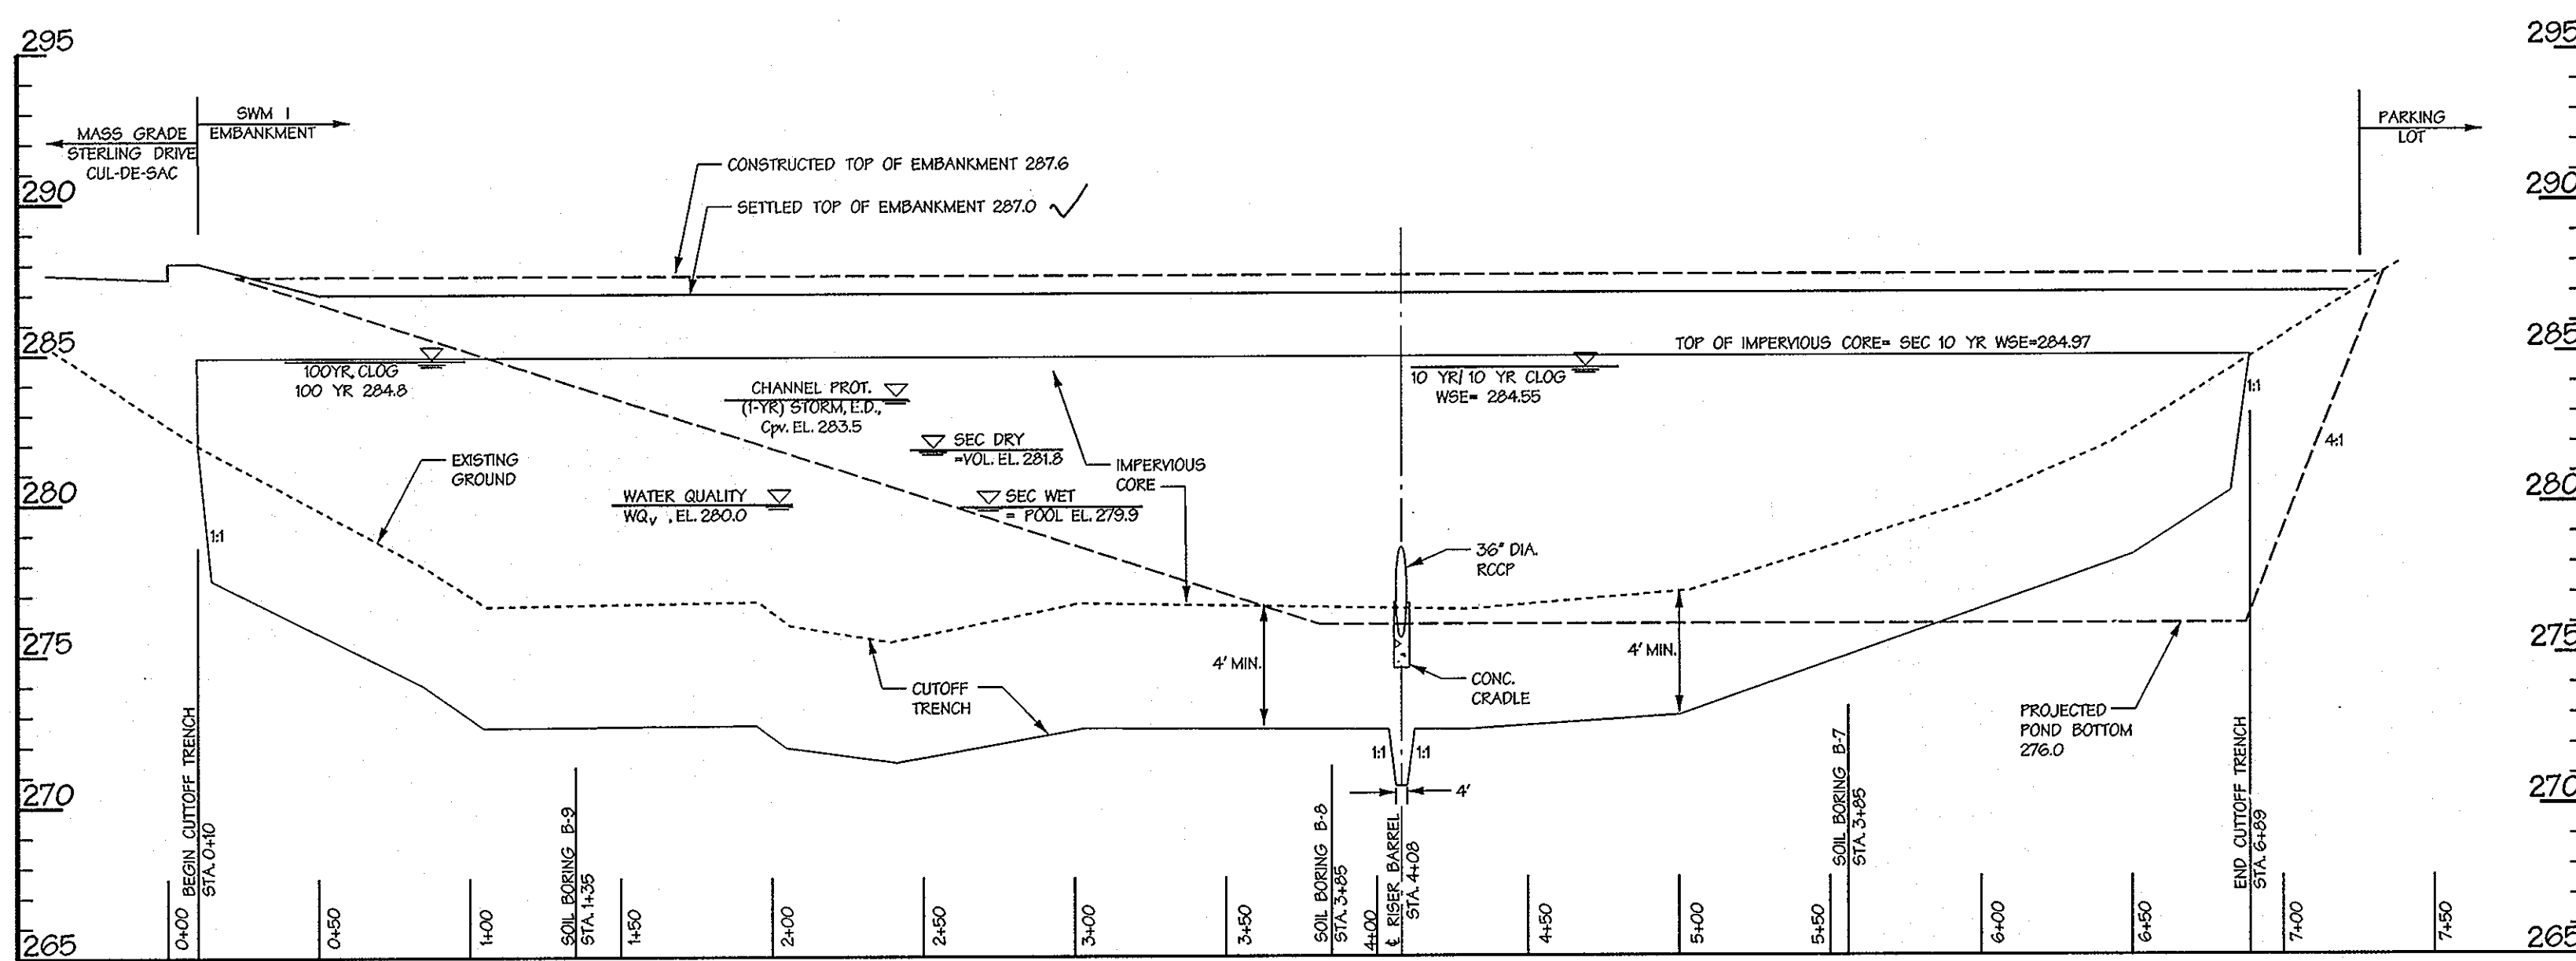 295
295
MASS GRADE
STERLING DRIVE
CUL-DE-SAC
SWM 1
EMBANKMENT
PARKING
LOT
CONSTRUCTED TOP OF EMBANKMENT 287.6
SETTLED TOP OF EMBANKMENT 287.0
290
290
285
285
100YR, CLOG
100 YR 284.8
CHANNEL PROT.
(1-YR) STORM, E.D.,
Cpv. EL. 283.5
TOP OF IMPERVIOUS CORE= SEC 10 YR WSE=284.97
10 YR/ 10 YR CLOG
WSE= 284.55
1:1
SEC DRY
=VOL. EL. 281.8
4:1
EXISTING
GROUND
IMPERVIOUS
CORE
WATER QUALITY
WQv , EL. 280.0
SEC WET
= POOL EL. 279.9
280
280
1:1
36" DIA.
RCCP
275
275
4' MIN.
4' MIN.
CUTOFF
TRENCH
CONC.
CRADLE
PROJECTED
POND BOTTOM
276.0
1:1
1:1
4'
270
270
BEGIN CUTTOFF TRENCH
STA. 0+10
SOIL BORING B-9
STA. 1+35
SOIL BORING B-8
STA. 3+85
℄ RISER BARREL
STA. 4+08
SOIL BORING B-7
STA. 3+85
END CUTTOFF TRENCH
STA. 6+89
265
265
0+00
0+50
1+00
1+50
2+00
2+50
3+00
3+50
4+00
4+50
5+00
5+50
6+00
6+50
7+00
7+50